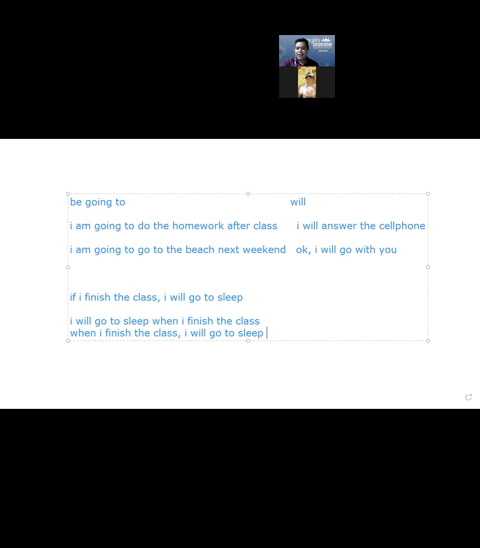 be going to will
i am going to do the homework after class i will answer the cellphone
i am going to go to the beach next weekend ok, i will go with you
if i finish the class, i will go to sleep
i will go to sleep when i finish the class
when i finish the class, i will go to sleep